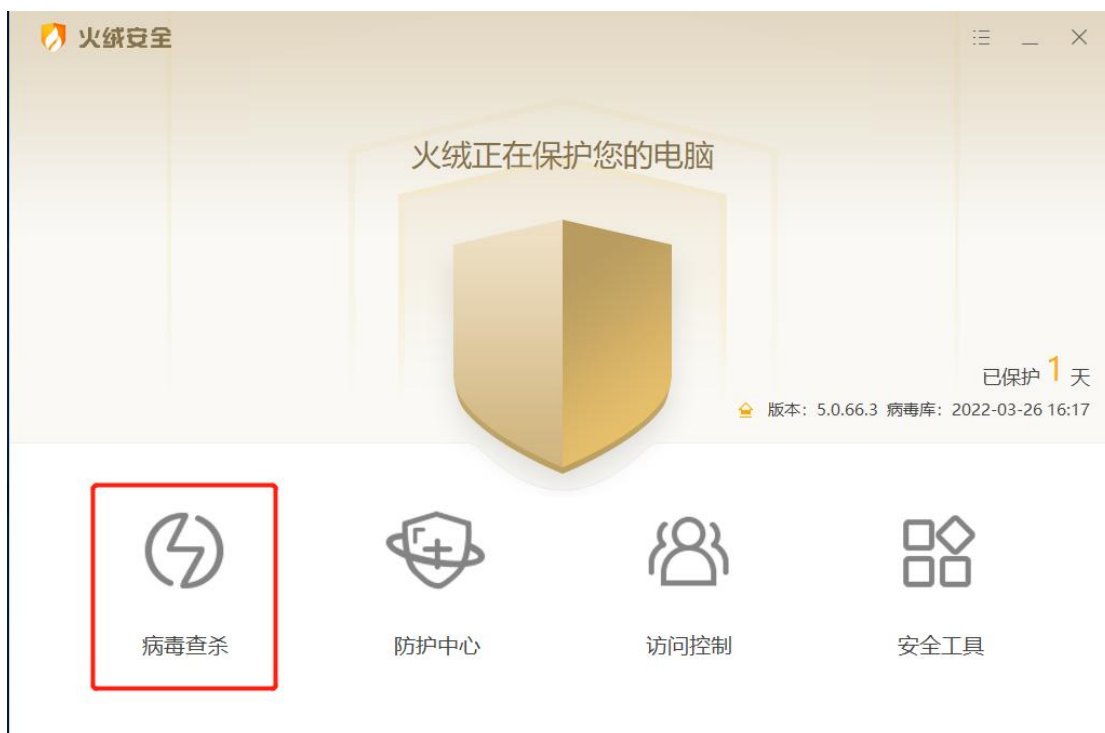 火绒安全
火绒正在保护您的电脑
已保护 1 天
版本：5.0.66.3 病毒库：2022-03-26 16:17
病毒查杀
防护中心
访问控制
安全工具